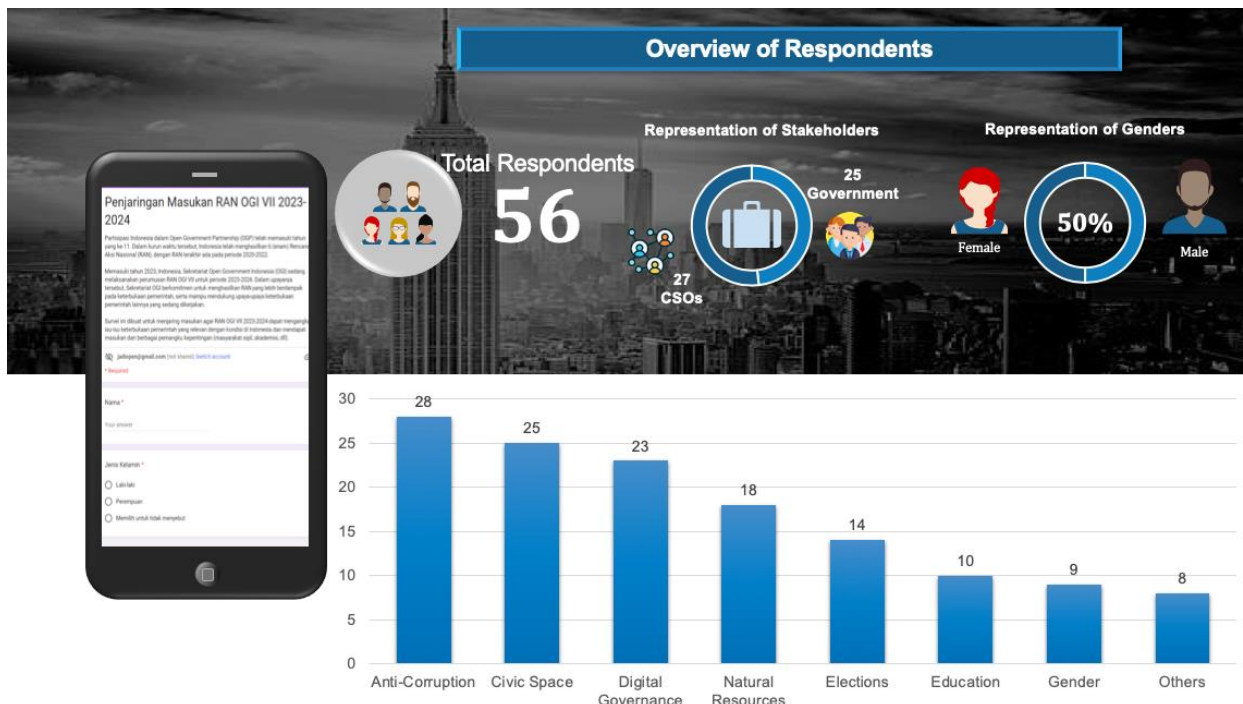 Overview of Respondents
Total Respondents
56
Representation of Stakeholders
25
Government
27
CSOs
Representation of Genders
Female
50%
Male
Penjaringan Masukan RAN OGI VII 2023-
2024
Partisipasi Indonesia dalam Open Government Partnership (OGP) telah memasuki tahun
yang ke-11. Dalam kurun waktu tersebut, Indonesia telah menghasilkan 6 (enam) Rencana
Aksi Nasional (RAN), dengan RAN terakhir ada pada periode 2020-2022.
Memasuki tahun 2023, Indonesia, Sekretariat Open Government Indonesia (OGI) sedang
melaksanakan perumusan RAN OGI VII untuk periode 2023-2024. Dalam upayanya
tersebut, Sekretariat OGI berkomitmen untuk menghasilkan RAN yang lebih berdampak
pada keterbukaan pemerintah, serta mampu mendukung upaya-upaya keterbukaan
pemerintah lainnya yang sedang dikerjakan.
Survei ini dibuat untuk menjaring masukan agar RAN OGI VII 2023-2024 dapat mengangk
isu-isu keterbukaan pemerintah yang relevan dengan kondisi di Indonesia dan mendapat
masukan dari berbagai pemangku kepentingan (masyarakat sipil, akademisi, dll)
(not shared) Switch account
* Required
Nama *
Your answer
Jenis Kelamin *
Laki-laki
Perempuan
Memilih untuk tidak menyebut
30
25
20
15
10
5
0
28
25
23
18
14
10
9
8
Anti-Corruption
Civic Space
Digital
Governance
Natural
Resources
Elections
Education
Gender
Others